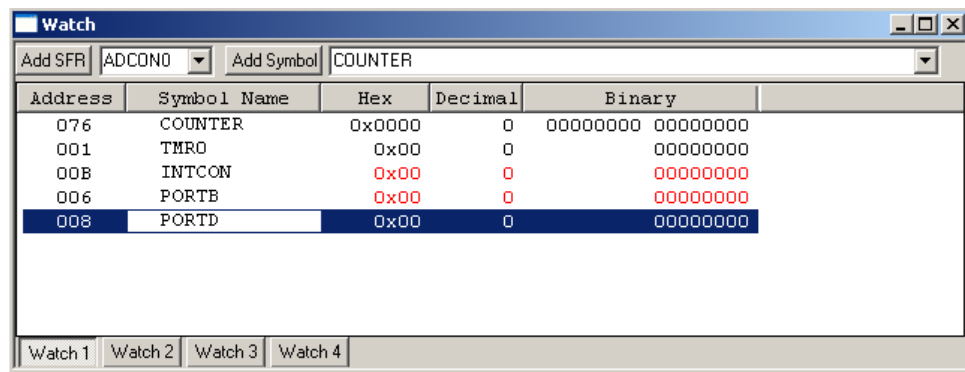 Watch
Add SFR ADCON0 Add Symbol COUNTER
Address Symbol Name Hex Decimal Binary
076 COUNTER 0x0000 0 00000000 00000000
001 TMR0 0x00 0 00000000
00B INTCON 0x00 0 00000000
006 PORTB 0x00 0 00000000
008 PORTD 0x00 0 00000000
Watch 1 Watch 2 Watch 3 Watch 4